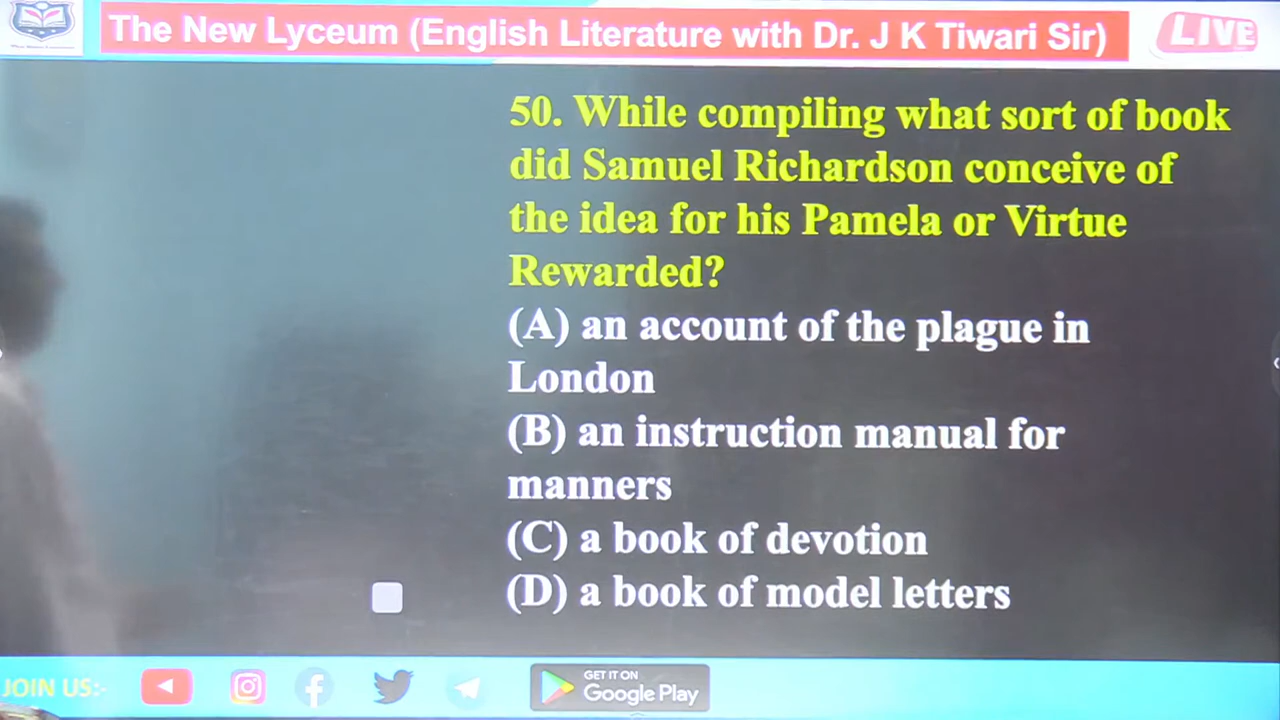 The New Lyceum (English Literature with Dr. J K Tiwari Sir)
LIVE
50. While compiling what sort of book
did Samuel Richardson conceive of
the idea for his Pamela or Virtue
Rewarded?
(A) an account of the plague in
London
(B) an instruction manual for
manners
(C) a book of devotion
(D) a book of model letters
JOIN US:-
GET IT ON
Google Play